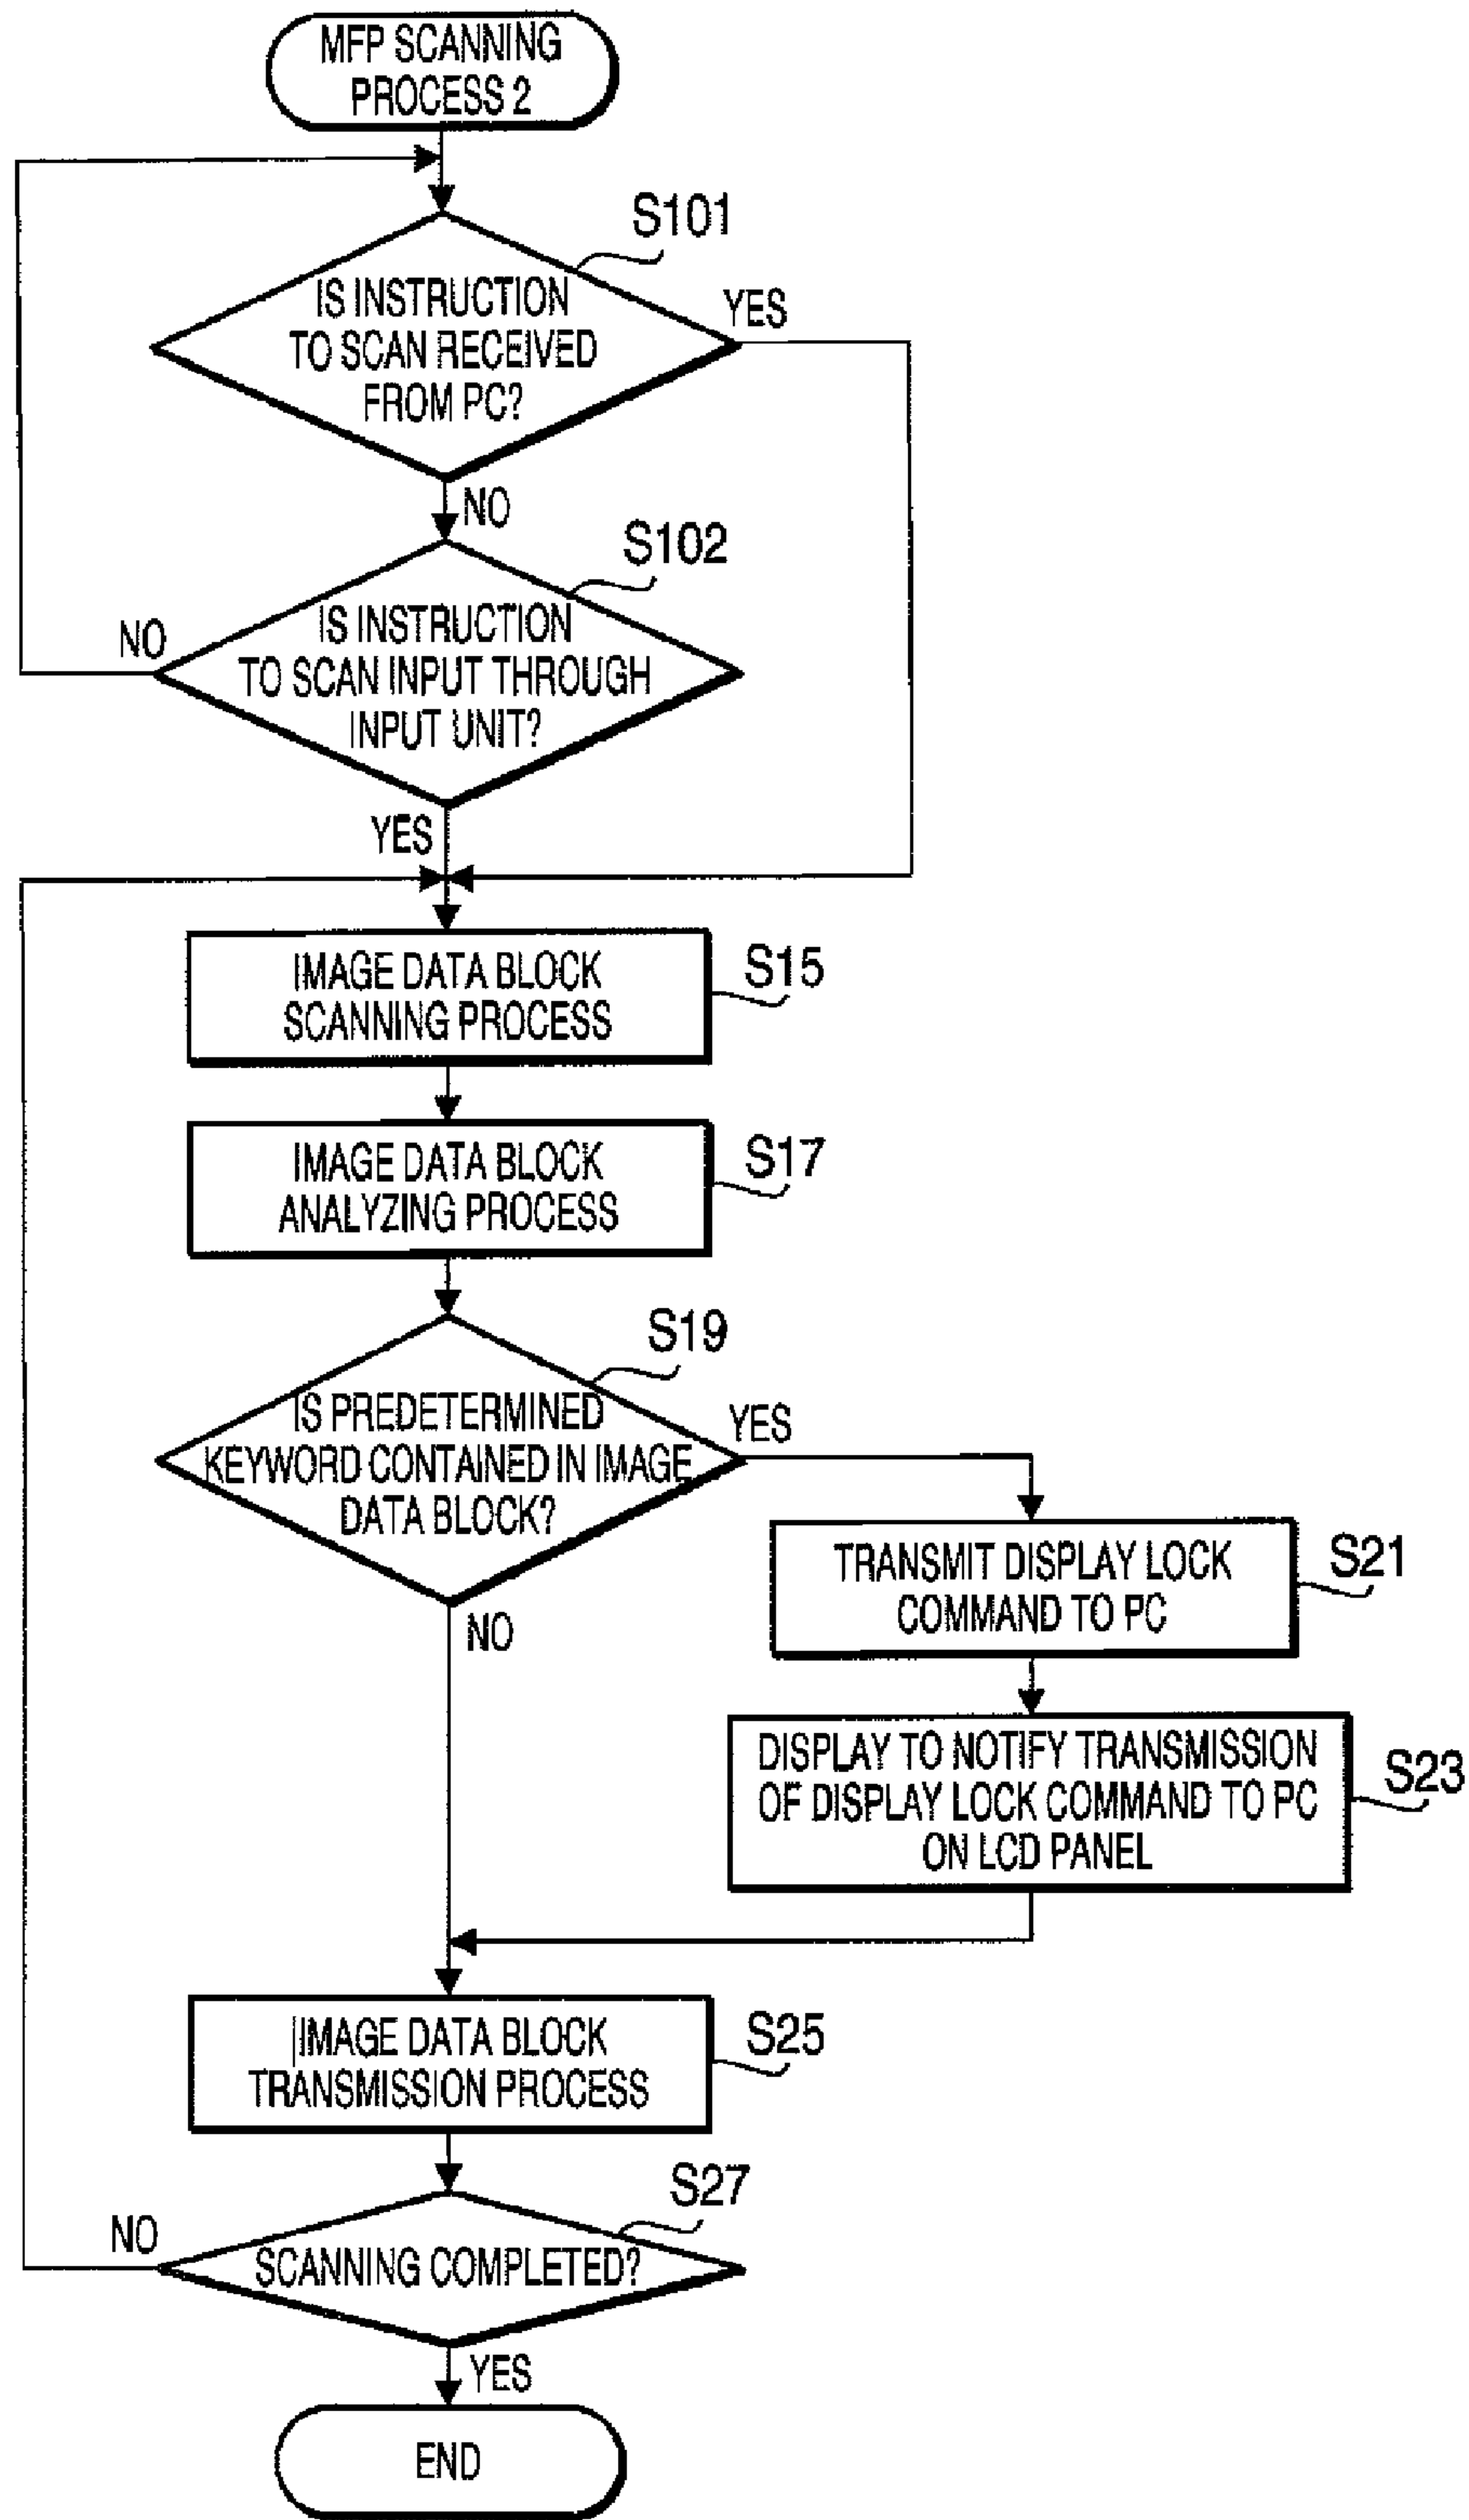 MFP SCANNING
PROCESS 2
S101
IS INSTRUCTION
TO SCAN RECEIVED
FROM PC?
YES
NO
S102
IS INSTRUCTION
TO SCAN INPUT THROUGH
INPUT UNIT?
NO
YES
IMAGE DATA BLOCK
SCANNING PROCESS
S15
IMAGE DATA BLOCK
ANALYZING PROCESS
S17
S19
IS PREDETERMINED
KEYWORD CONTAINED IN IMAGE
DATA BLOCK?
YES
NO
TRANSMIT DISPLAY LOCK
COMMAND TO PC
S21
DISPLAY TO NOTIFY TRANSMISSION
OF DISPLAY LOCK COMMAND TO PC
ON LCD PANEL
S23
IMAGE DATA BLOCK
TRANSMISSION PROCESS
S25
S27
SCANNING COMPLETED?
NO
YES
END